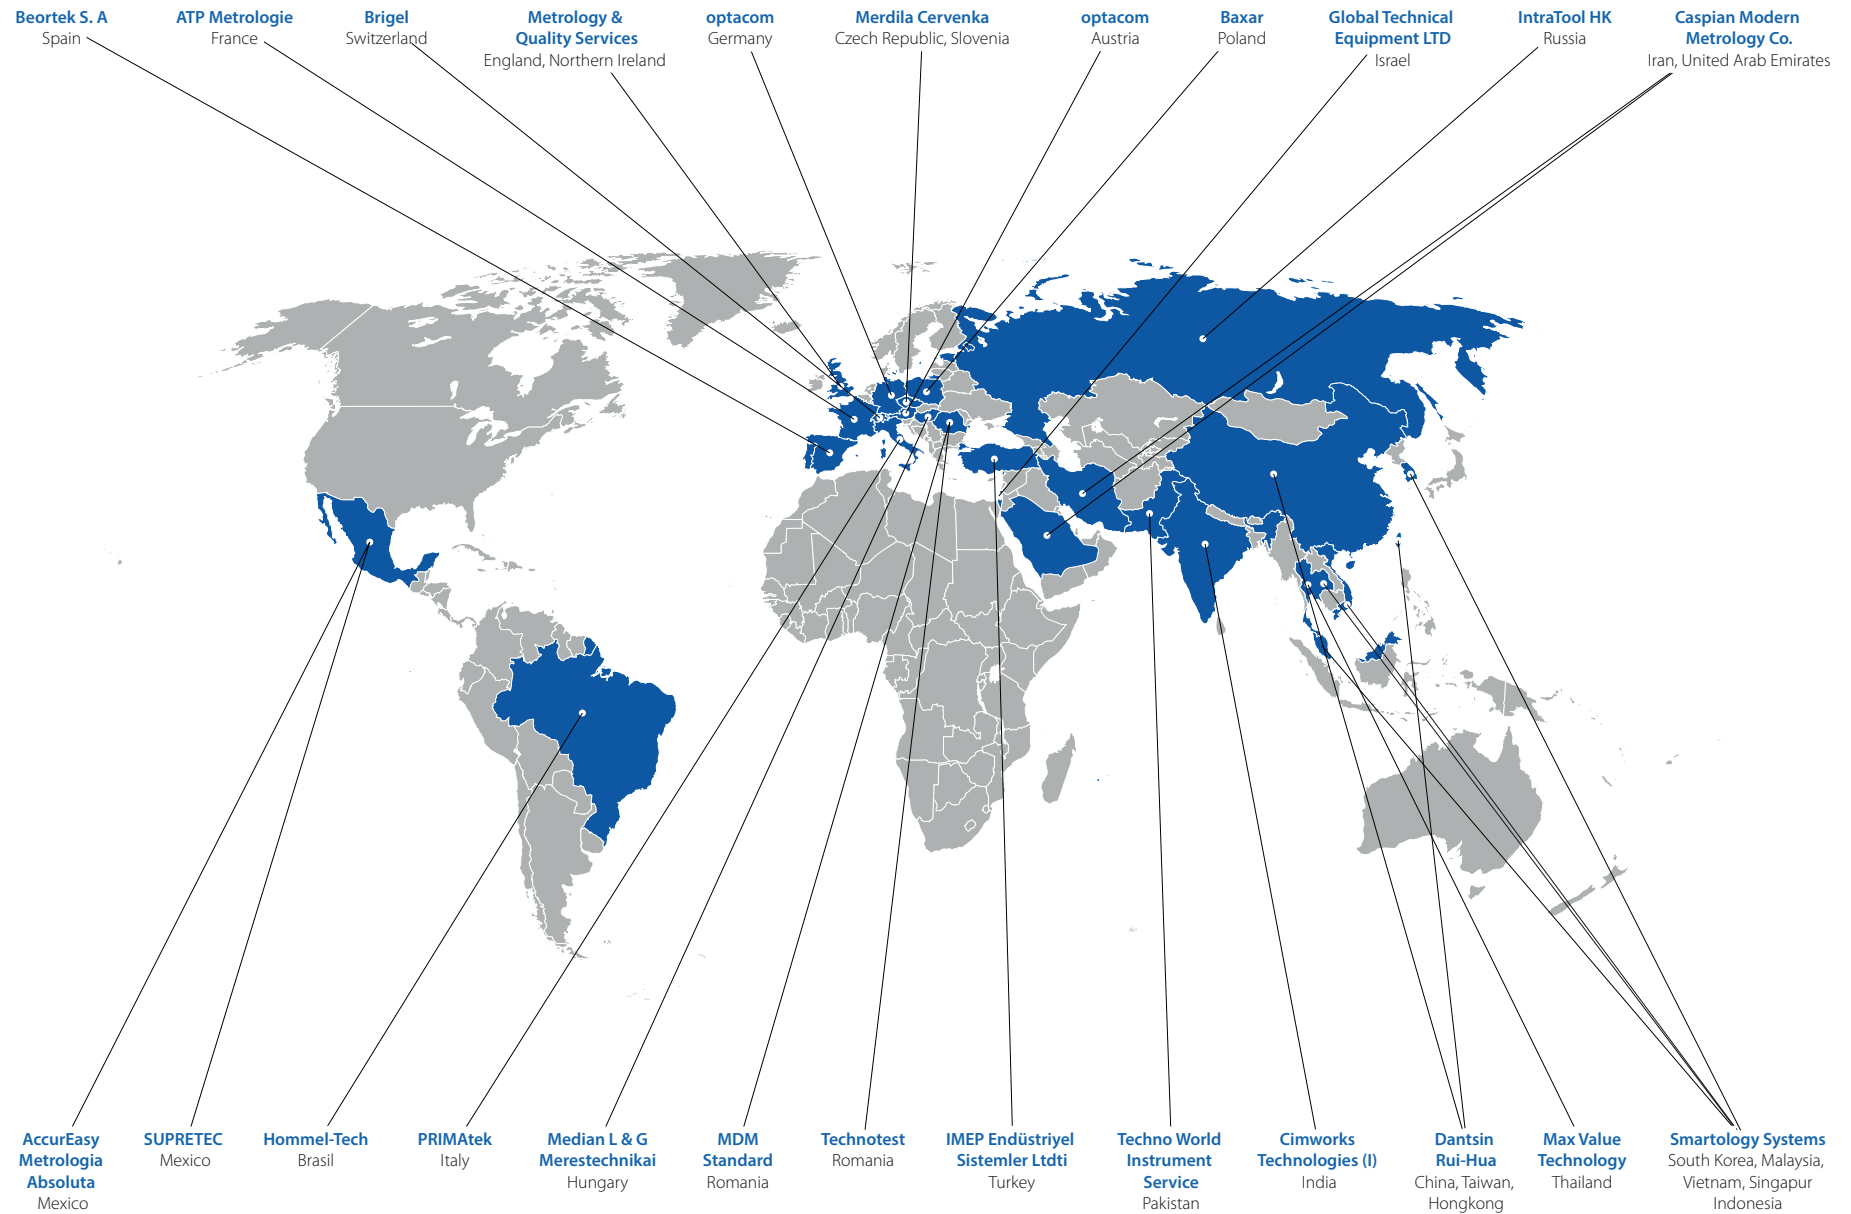 Beortek S. A
Spain
ATP Metrologie
France
Brigel
Switzerland
Metrology &
Quality Services
England, Northern Ireland
optacom
Germany
Merdila Cervenka
Czech Republic, Slovenia
optacom
Austria
Baxar
Poland
Global Technical
Equipment LTD
Israel
IntraTool HK
Russia
Caspian Modern
Metrology Co.
Iran, United Arab Emirates
AccurEasy
Metrologia
Absoluta
Mexico
SUPRETEC
Mexico
Hommel-Tech
Brasil
PRIMAtek
Italy
Median L & G
Merestechnikai
Hungary
MDM
Standard
Romania
Technotest
Romania
IMEP Endüstriyel
Sistemler Ltdti
Turkey
Techno World
Instrument
Service
Pakistan
Cimworks
Technologies (I)
India
Dantsin
Rui-Hua
China, Taiwan,
Hongkong
Max Value
Technology
Thailand
Smartology Systems
South Korea, Malaysia,
Vietnam, Singapur
Indonesia